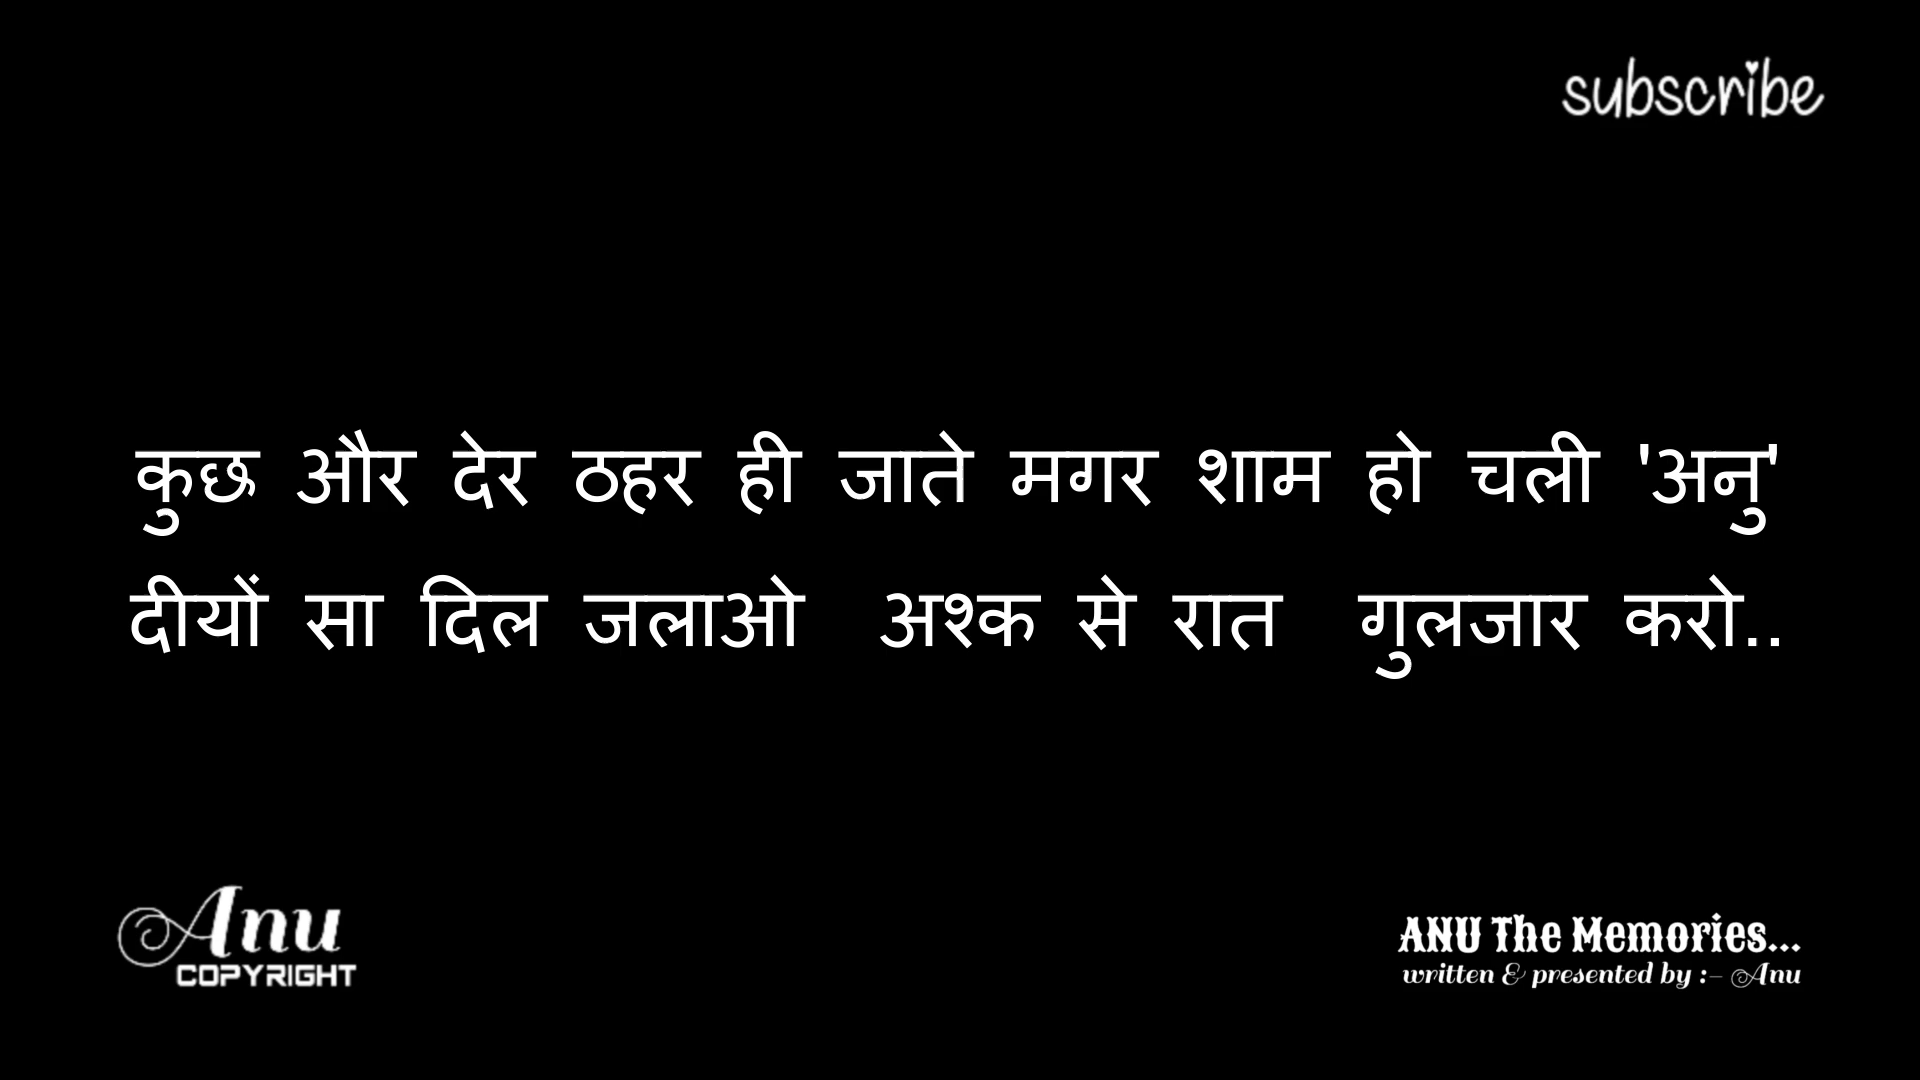 subscribe
कुछ और देर ठहर ही जाते मगर शाम हो चली 'अनु'
दीयों सा दिल जलाओ अश्क से रात गुलजार करो..
Anu
COPYRIGHT
ANU The Memories...
written & presented by :- Anu